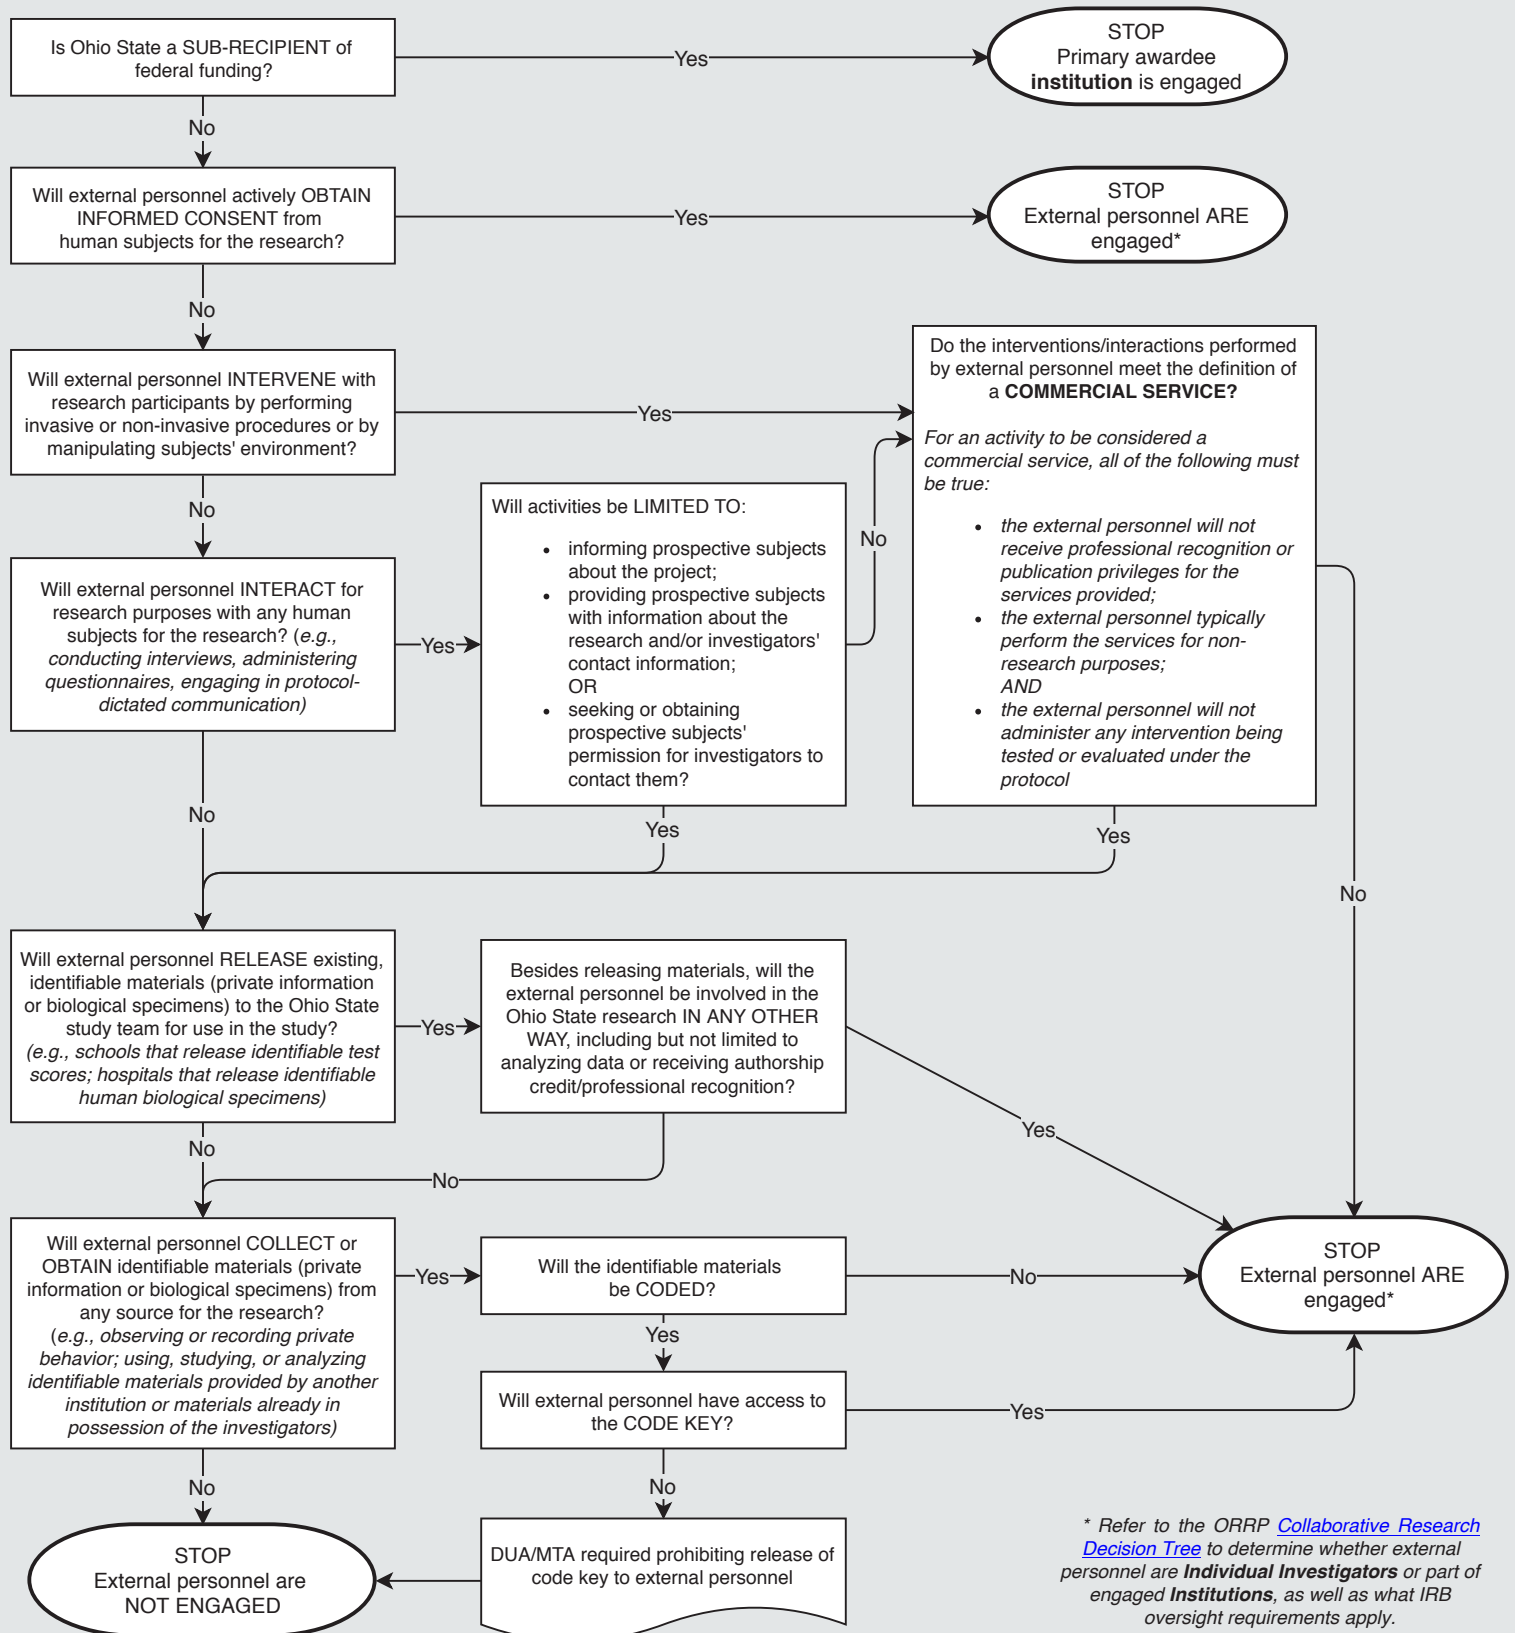 Is Ohio State a SUB-RECIPIENT of
federal funding?
Yes
STOP
Primary awardee
institution is engaged
No
Will external personnel actively OBTAIN
INFORMED CONSENT from
human subjects for the research?
Yes
STOP
External personnel ARE
engaged*
No
Will external personnel INTERVENE with
research participants by performing
invasive or non-invasive procedures or by
manipulating subjects' environment?
Yes
Do the interventions/interactions performed
by external personnel meet the definition of
a COMMERCIAL SERVICE?
For an activity to be considered a
commercial service, all of the following must
be true:
• the external personnel will not
receive professional recognition or
publication privileges for the
services provided;
• the external personnel typically
perform the services for non-
research purposes;
AND
• the external personnel will not
administer any intervention being
tested or evaluated under the
protocol
No
Will external personnel INTERACT for
research purposes with any human
subjects for the research? (e.g.,
conducting interviews, administering
questionnaires, engaging in protocol-
dictated communication)
Yes
Will activities be LIMITED TO:
• informing prospective subjects
about the project;
• providing prospective subjects
with information about the
research and/or investigators'
contact information;
OR
• seeking or obtaining
prospective subjects'
permission for investigators to
contact them?
No
No
Yes
Yes
No
Will external personnel RELEASE existing,
identifiable materials (private information
or biological specimens) to the Ohio State
study team for use in the study?
(e.g., schools that release identifiable test
scores; hospitals that release identifiable
human biological specimens)
Yes
Besides releasing materials, will the
external personnel be involved in the
Ohio State research IN ANY OTHER
WAY, including but not limited to
analyzing data or receiving authorship
credit/professional recognition?
Yes
No
No
Will external personnel COLLECT or
OBTAIN identifiable materials (private
information or biological specimens) from
any source for the research?
(e.g., observing or recording private
behavior; using, studying, or analyzing
identifiable materials provided by another
institution or materials already in
possession of the investigators)
Yes
Will the identifiable materials
be CODED?
No
STOP
External personnel ARE
engaged*
Yes
Will external personnel have access to
the CODE KEY?
Yes
No
No
STOP
External personnel are
NOT ENGAGED
DUA/MTA required prohibiting release of
code key to external personnel
* Refer to the ORRP Collaborative Research
Decision Tree to determine whether external
personnel are Individual Investigators or part of
engaged Institutions, as well as what IRB
oversight requirements apply.